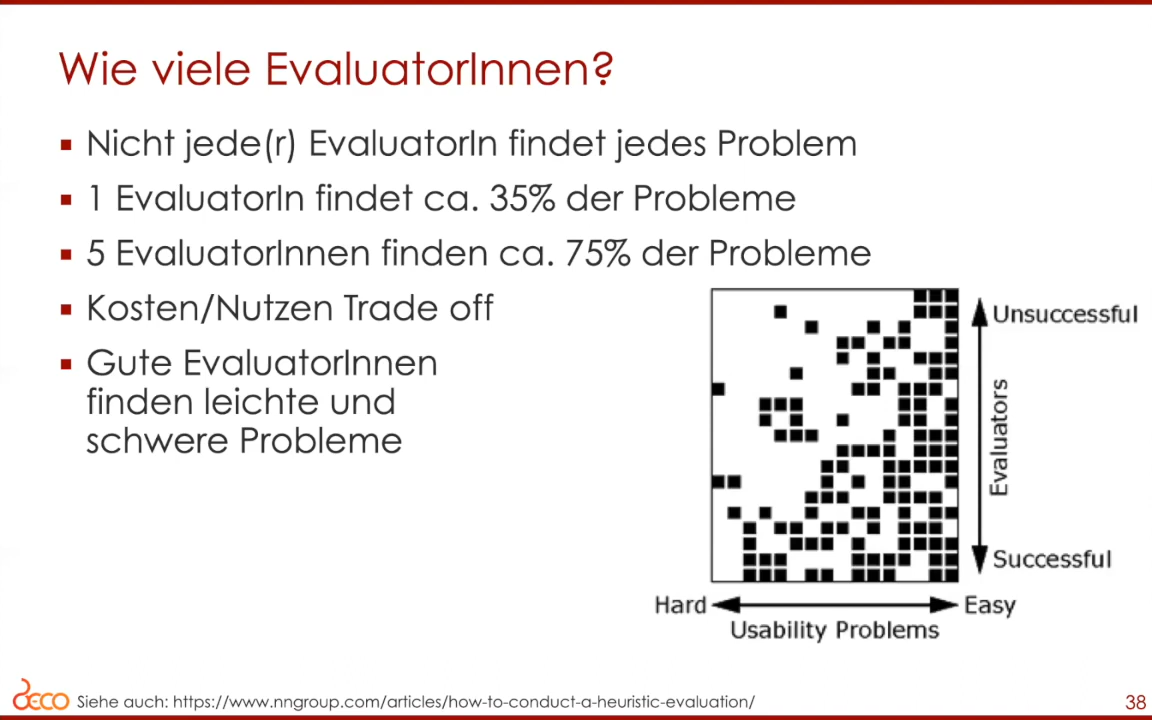 Wie viele EvaluatorInnen?
▪ Nicht jede(r) EvaluatorIn findet jedes Problem
▪ 1 EvaluatorIn findet ca. 35% der Probleme
▪ 5 EvaluatorInnen finden ca. 75% der Probleme
▪ Kosten/Nutzen Trade off
▪ Gute EvaluatorInnen
finden leichte und
schwere Probleme
Unsuccessful
Evaluators
Successful
Hard
Easy
Usability Problems
DECO
Siehe auch: https://www.nngroup.com/articles/how-to-conduct-a-heuristic-evaluation/
38